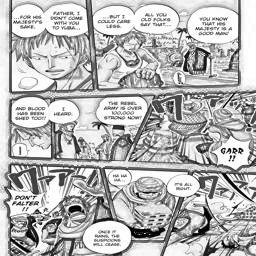 ...FOR HIS
MAJESTY'S
SAKE.
FATHER, I
DIDN'T COME
WITH YOU
TO YUBA...
...BUT I
COULD CARE
LESS.
ALL YOU
OLD FOLKS
SAY THAT...
YOU KNOW
THAT HIS
MAJESTY IS A
GOOD MAN!
AND BLOOD
HAS BEEN
SHED TOO!!
I
HEARD.
THE REBEL
ARMY IS OVER
100,000
STRONG NOW!
GARR
!!
DON'T
FALTER
!!
HA HA
HA...
ONCE IT
RAINS, THE
SUSPICIONS
WILL CEASE.
IT'S ALL
RIGHT.